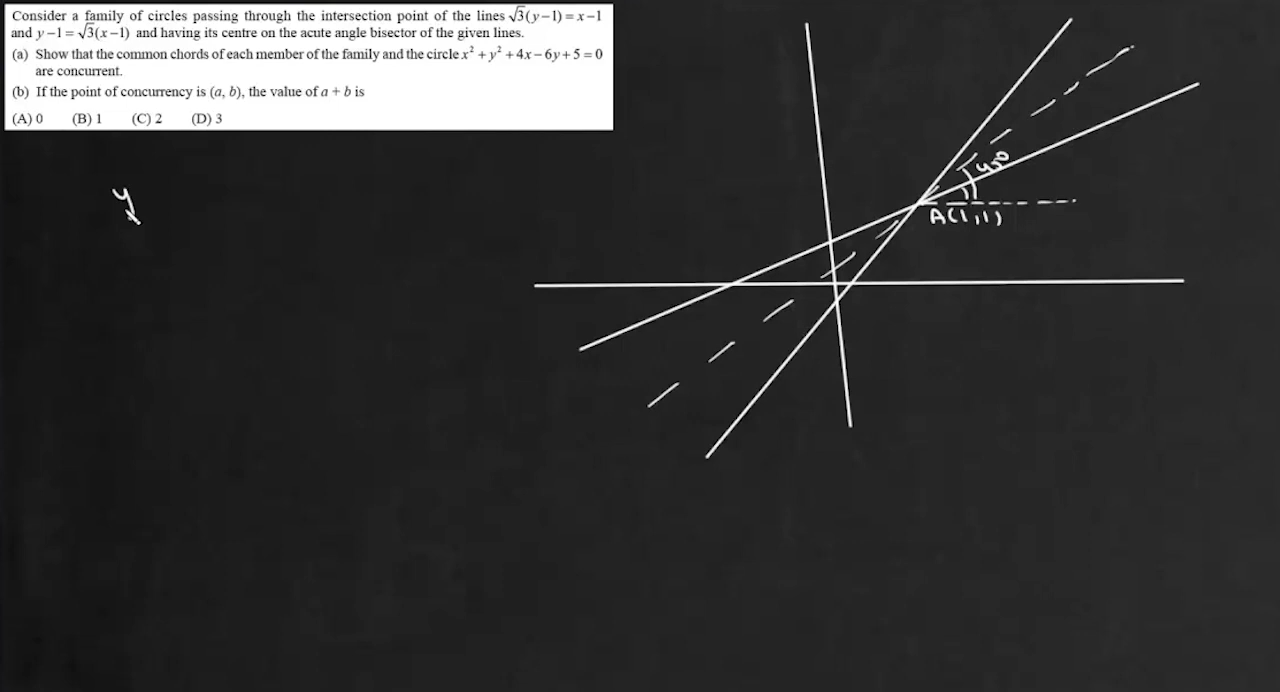 Consider a family of circles passing through the intersection point of the lines √3(y−1) = x−1
and y−1 = √3(x−1) and having its centre on the acute angle bisector of the given lines.
(a) Show that the common chords of each member of the family and the circle x² + y² + 4x − 6y + 5 = 0
are concurrent.
(b) If the point of concurrency is (a, b), the value of a + b is
(A) 0 (B) 1 (C) 2 (D) 3
45°
A(1,1)
y